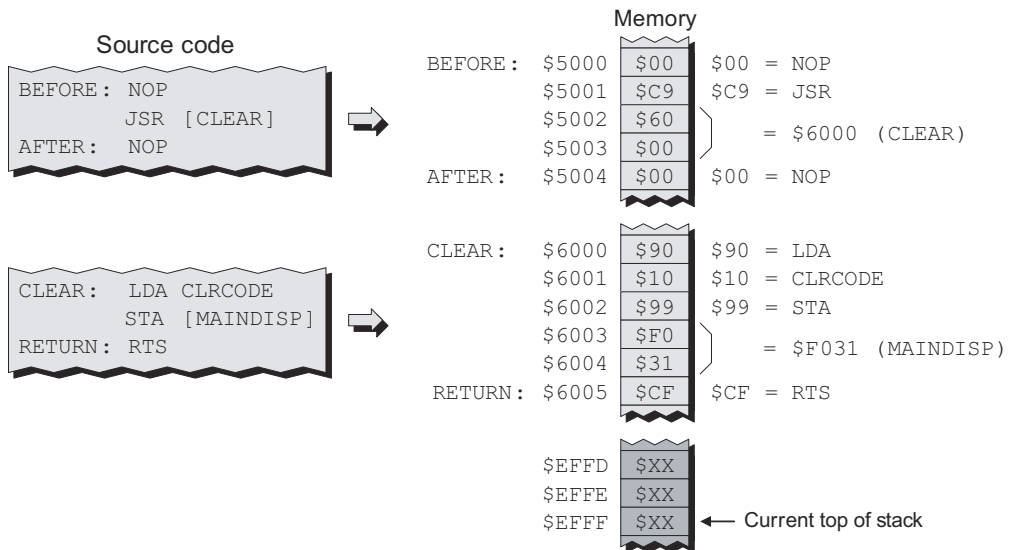 Source code
BEFORE: NOP
JSR [CLEAR]
AFTER: NOP
Memory
BEFORE: $5000 $00 $00 = NOP
$5001 $C9 $C9 = JSR
$5002 $60
= $6000 (CLEAR)
$5003 $00
AFTER: $5004 $00 $00 = NOP
CLEAR: LDA CLRCODE
STA [MAINDISP]
RETURN: RTS
CLEAR: $6000 $90 $90 = LDA
$6001 $10 $10 = CLRCODE
$6002 $99 $99 = STA
$6003 $F0
= $F031 (MAINDISP)
$6004 $31
RETURN: $6005 $CF $CF = RTS
$EFFD $XX
$EFFE $XX
$EFFF $XX Current top of stack